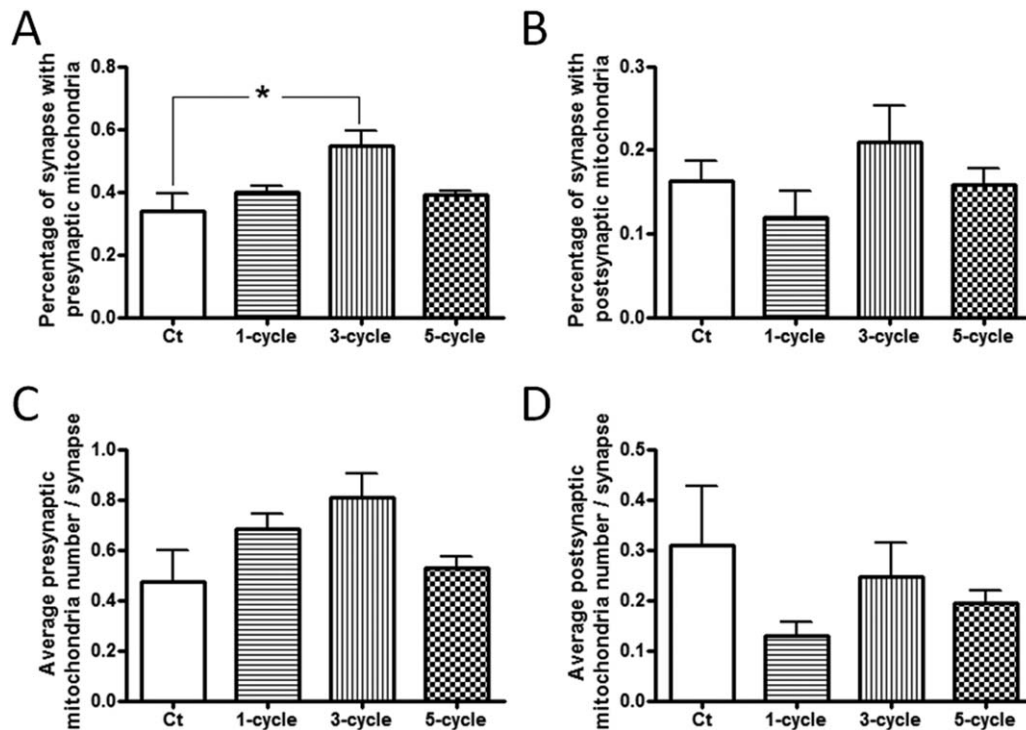 A
Percentage of synapse with
presynaptic mitochondria
0.8
0.6
0.4
0.2
0.0
*
Ct 1-cycle 3-cycle 5-cycle
B
Percentage of synapse with
postsynaptic mitochondria
0.3
0.2
0.1
0.0
Ct 1-cycle 3-cycle 5-cycle
C
Average presynaptic
mitochondria number / synapse
1.0
0.8
0.6
0.4
0.2
0.0
Ct 1-cycle 3-cycle 5-cycle
D
Average postsynaptic
mitochondria number / synapse
0.5
0.4
0.3
0.2
0.1
0.0
Ct 1-cycle 3-cycle 5-cycle